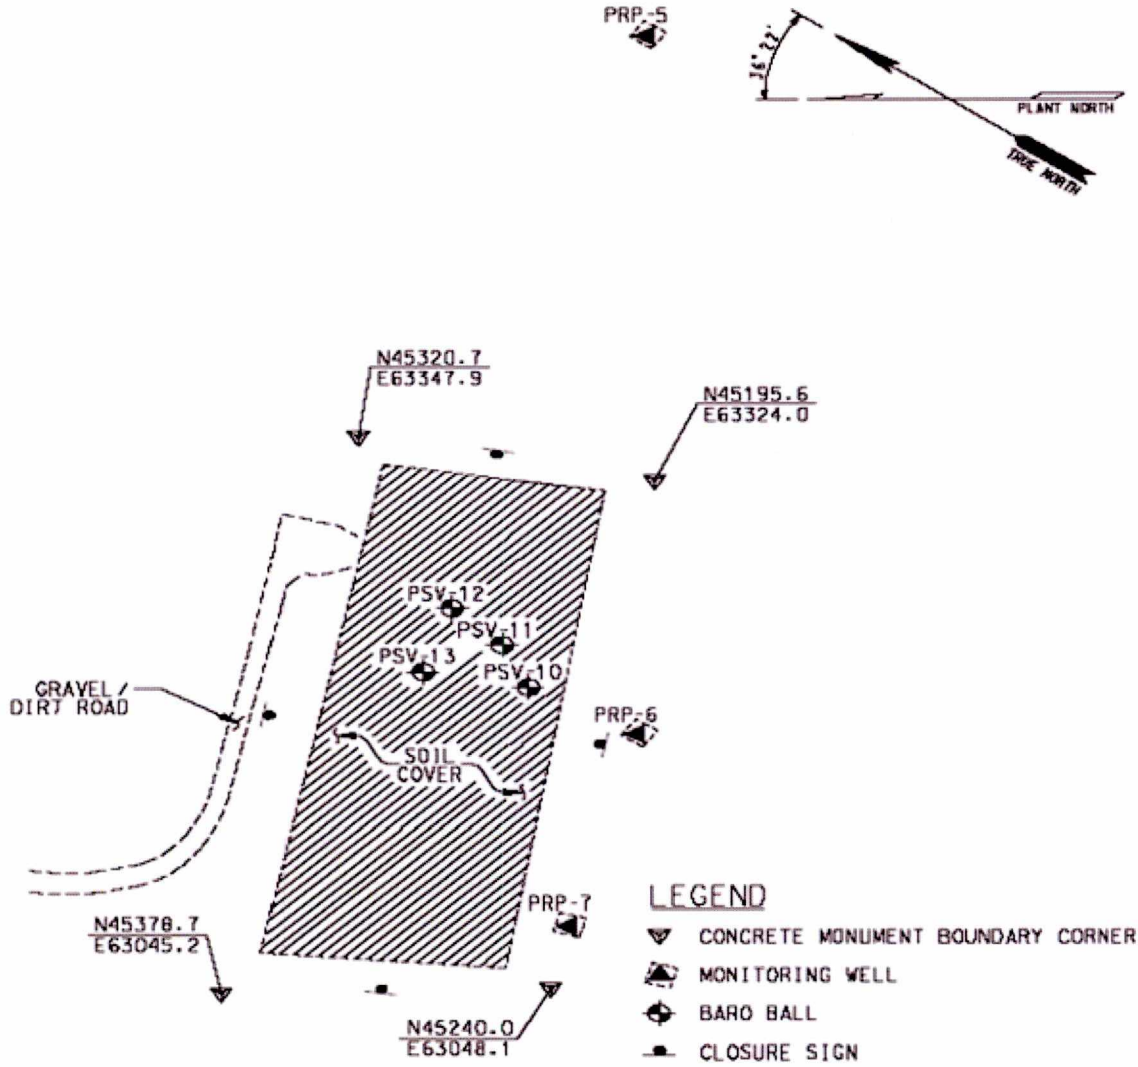 PRP-5
36° 22'
PLANT NORTH
TRUE NORTH
N45320.7
E63347.9
N45195.6
E63324.0
PSV-12
PSV-11
PSV-13
PSV-10
GRAVEL /
DIRT ROAD
PRP-6
SOIL
COVER
PRP-7
N45378.7
E63045.2
N45240.0
E63048.1
LEGEND
CONCRETE MONUMENT BOUNDARY CORNER
MONITORING WELL
BARO BALL
CLOSURE SIGN